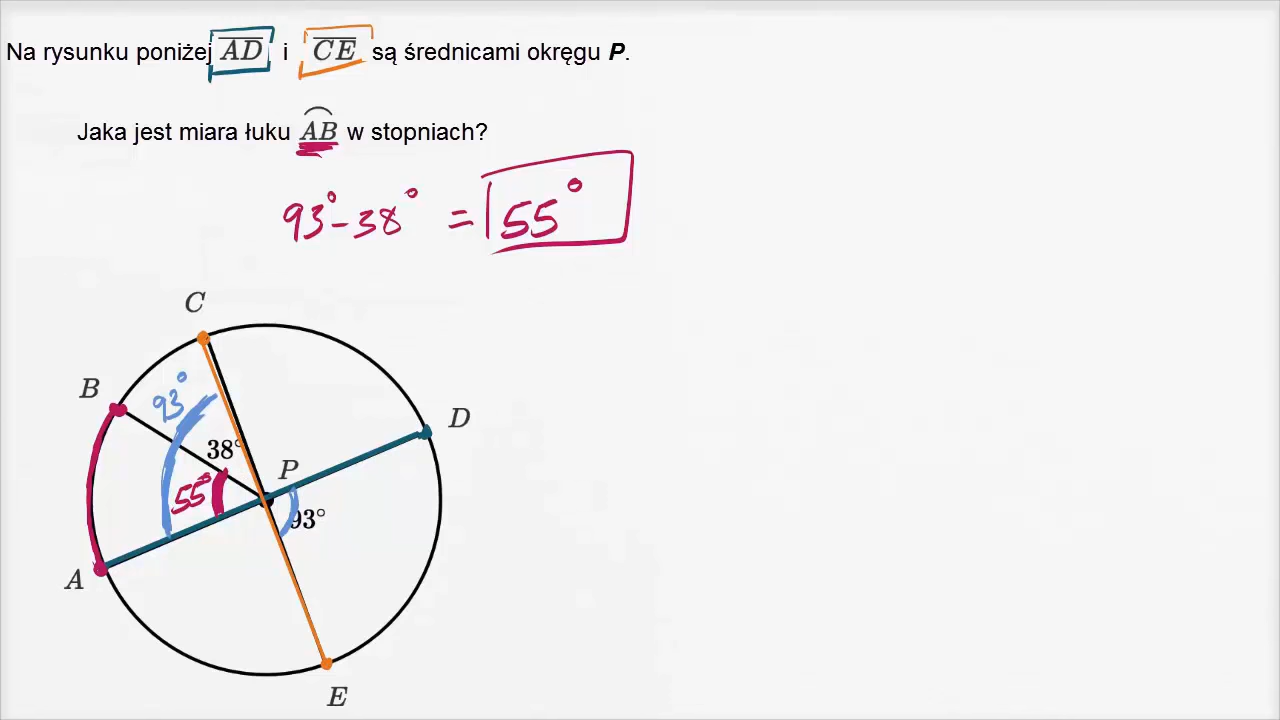 Na rysunku poniżej AD i CE są średnicami okręgu P.
Jaka jest miara łuku AB w stopniach?
93° - 38° = 55°
C
B
93°
D
38°
P
55°
93°
A
E